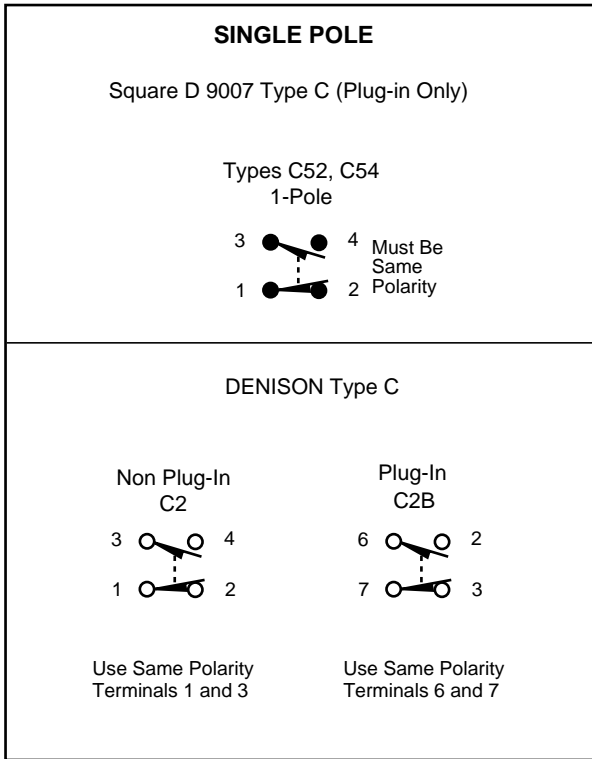 SINGLE POLE
Square D 9007 Type C (Plug-in Only)
Types C52, C54
1-Pole
3 4 Must Be
Same
1 2 Polarity
DENISON Type C
Non Plug-In
C2
3 4
1 2
Use Same Polarity
Terminals 1 and 3
Plug-In
C2B
6 2
7 3
Use Same Polarity
Terminals 6 and 7